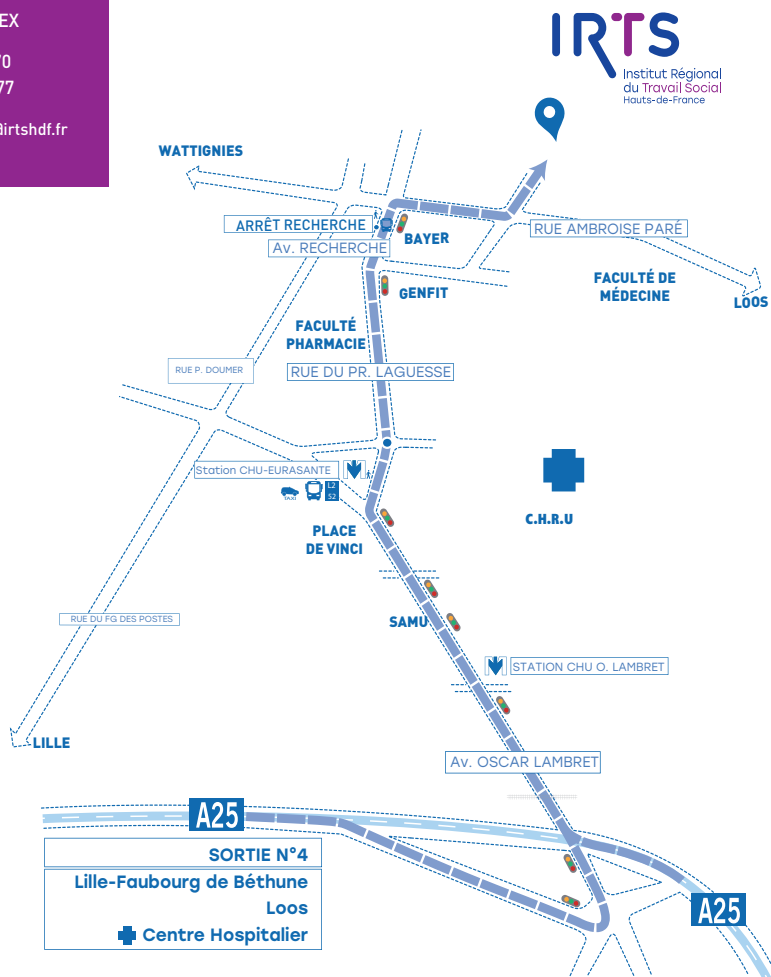 EX
70
77
@irtshdf.fr
IRTS
Institut Régional
du Travail Social
Hauts-de-France
WATTIGNIES
ARRÊT RECHERCHE
BAYER
RUE AMBROISE PARÉ
Av. RECHERCHE
FACULTÉ DE
MÉDECINE
LOOS
GENFIT
FACULTÉ
PHARMACIE
RUE P. DOUMER
RUE DU PR. LAGUESSE
Station CHU-EURASANTE
TAXI
L2
52
C.H.R.U
PLACE
DE VINCI
RUE DU FG DES POSTES
SAMU
STATION CHU O. LAMBRET
LILLE
Av. OSCAR LAMBRET
A25
SORTIE N°4
Lille-Faubourg de Béthune
Loos
Centre Hospitalier
A25